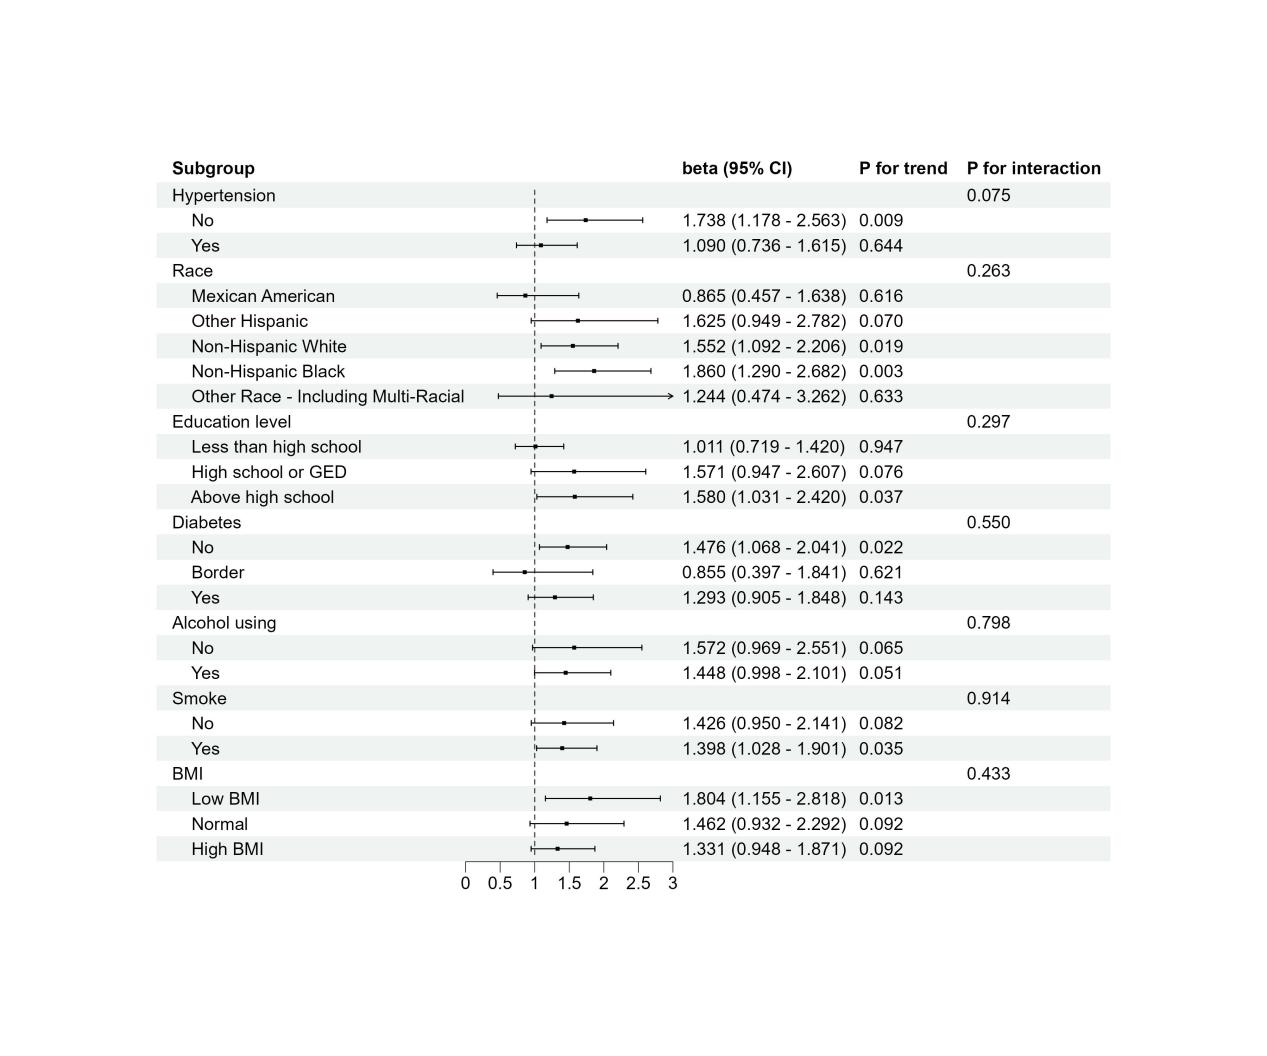 Subgroup beta (95% CI) P for trend P for interaction
Hypertension 0.075
No 1.738 (1.178 - 2.563) 0.009
Yes 1.090 (0.736 - 1.615) 0.644
Race 0.263
Mexican American 0.865 (0.457 - 1.638) 0.616
Other Hispanic 1.625 (0.949 - 2.782) 0.070
Non-Hispanic White 1.552 (1.092 - 2.206) 0.019
Non-Hispanic Black 1.860 (1.290 - 2.682) 0.003
Other Race - Including Multi-Racial 1.244 (0.474 - 3.262) 0.633
Education level 0.297
Less than high school 1.011 (0.719 - 1.420) 0.947
High school or GED 1.571 (0.947 - 2.607) 0.076
Above high school 1.580 (1.031 - 2.420) 0.037
Diabetes 0.550
No 1.476 (1.068 - 2.041) 0.022
Border 0.855 (0.397 - 1.841) 0.621
Yes 1.293 (0.905 - 1.848) 0.143
Alcohol using 0.798
No 1.572 (0.969 - 2.551) 0.065
Yes 1.448 (0.998 - 2.101) 0.051
Smoke 0.914
No 1.426 (0.950 - 2.141) 0.082
Yes 1.398 (1.028 - 1.901) 0.035
BMI 0.433
Low BMI 1.804 (1.155 - 2.818) 0.013
Normal 1.462 (0.932 - 2.292) 0.092
High BMI 1.331 (0.948 - 1.871) 0.092
0 0.5 1 1.5 2 2.5 3